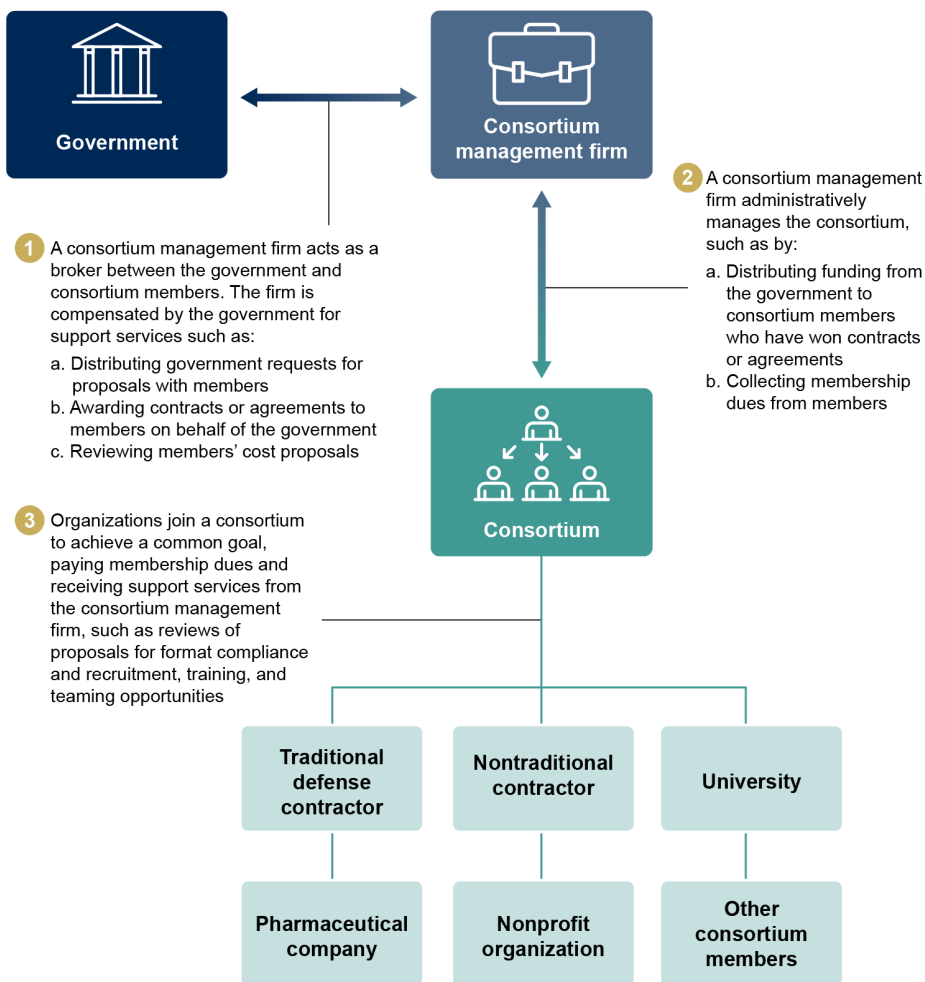 Government
Consortium
management firm
1 A consortium management firm acts as a
broker between the government and
consortium members. The firm is
compensated by the government for
support services such as:
a. Distributing government requests for
proposals with members
b. Awarding contracts or agreements to
members on behalf of the government
c. Reviewing members’ cost proposals
2 A consortium management
firm administratively
manages the consortium,
such as by:
a. Distributing funding from
the government to
consortium members
who have won contracts
or agreements
b. Collecting membership
dues from members
Consortium
3 Organizations join a consortium
to achieve a common goal,
paying membership dues and
receiving support services from
the consortium management
firm, such as reviews of
proposals for format compliance
and recruitment, training, and
teaming opportunities
Traditional
defense
contractor
Nontraditional
contractor
University
Pharmaceutical
company
Nonprofit
organization
Other
consortium
members